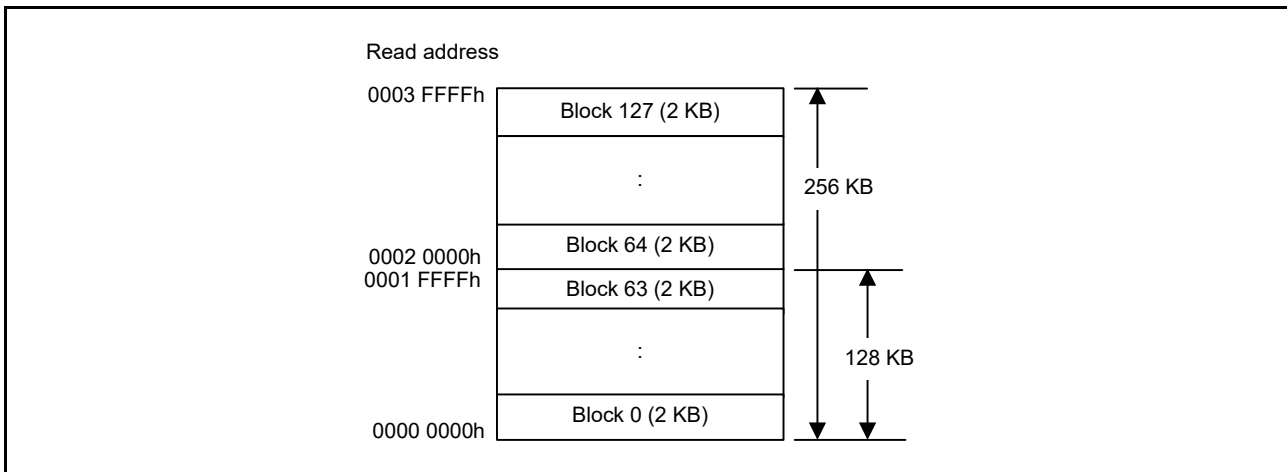 Read address
0003 FFFFh
Block 127 (2 KB)
:
256 KB
Block 64 (2 KB)
0002 0000h
0001 FFFFh
Block 63 (2 KB)
:
128 KB
Block 0 (2 KB)
0000 0000h